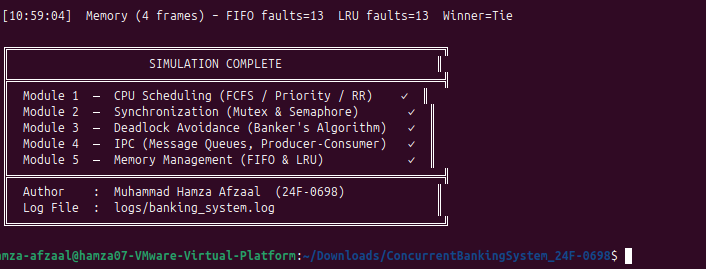 [10:59:04]  Memory (4 frames) – FIFO faults=13  LRU faults=13  Winner=Tie
SIMULATION COMPLETE
Module 1  —  CPU Scheduling (FCFS / Priority / RR)  ✓
Module 2  —  Synchronization (Mutex & Semaphore)  ✓
Module 3  —  Deadlock Avoidance (Banker's Algorithm)  ✓
Module 4  —  IPC (Message Queues, Producer-Consumer)  ✓
Module 5  —  Memory Management (FIFO & LRU)  ✓
Author    :  Muhammad Hamza Afzaal  (24F-0698)
Log File  :  logs/banking_system.log
amza-afzaal@hamza07-VMware-Virtual-Platform:~/Downloads/ConcurrentBankingSystem_24F-0698$